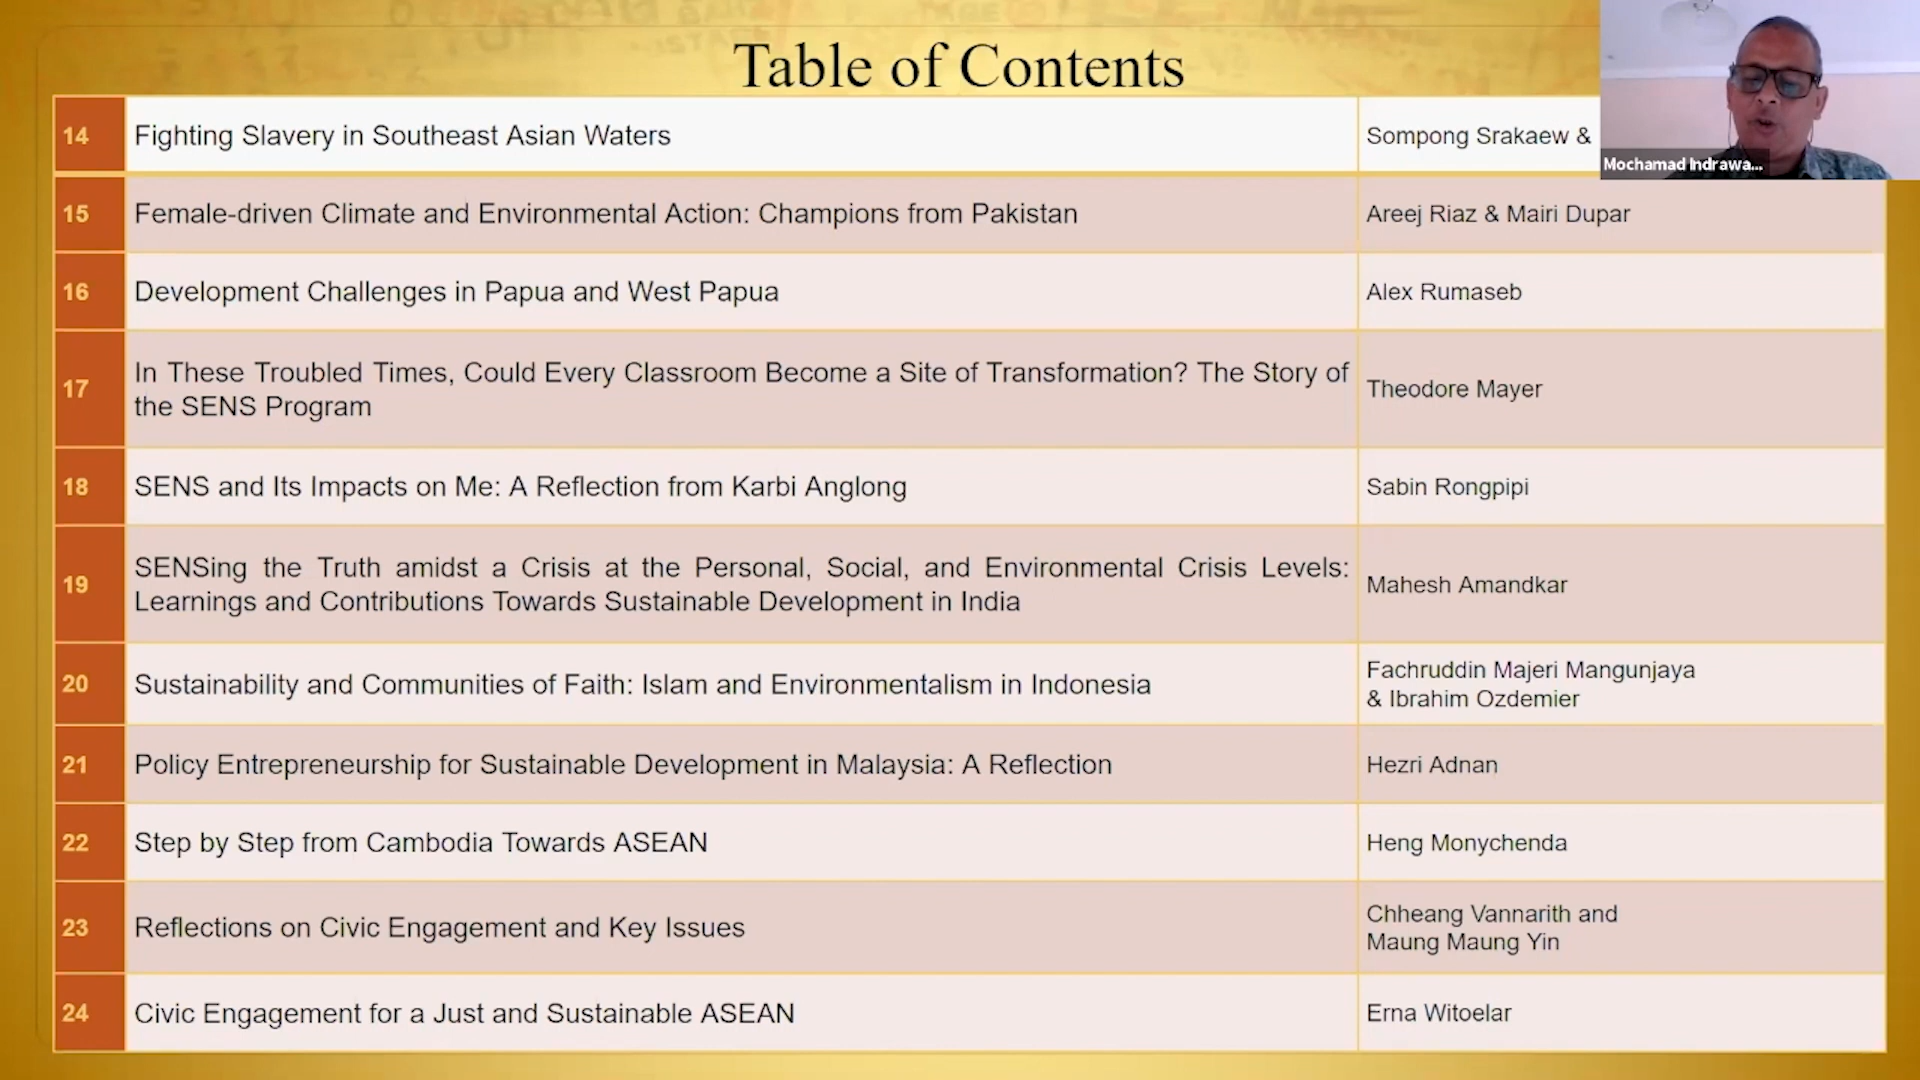 Table of Contents
14 Fighting Slavery in Southeast Asian Waters Sompong Srakaew &
Mochamad Indrawa...
15 Female-driven Climate and Environmental Action: Champions from Pakistan Areej Riaz & Mairi Dupar
16 Development Challenges in Papua and West Papua Alex Rumaseb
17 In These Troubled Times, Could Every Classroom Become a Site of Transformation? The Story of
the SENS Program Theodore Mayer
18 SENS and Its Impacts on Me: A Reflection from Karbi Anglong Sabin Rongpipi
19 SENSing the Truth amidst a Crisis at the Personal, Social, and Environmental Crisis Levels:
Learnings and Contributions Towards Sustainable Development in India Mahesh Amandkar
20 Sustainability and Communities of Faith: Islam and Environmentalism in Indonesia Fachruddin Majeri Mangunjaya
& Ibrahim Ozdemier
21 Policy Entrepreneurship for Sustainable Development in Malaysia: A Reflection Hezri Adnan
22 Step by Step from Cambodia Towards ASEAN Heng Monychenda
23 Reflections on Civic Engagement and Key Issues Chheang Vannarith and
Maung Maung Yin
24 Civic Engagement for a Just and Sustainable ASEAN Erna Witoelar